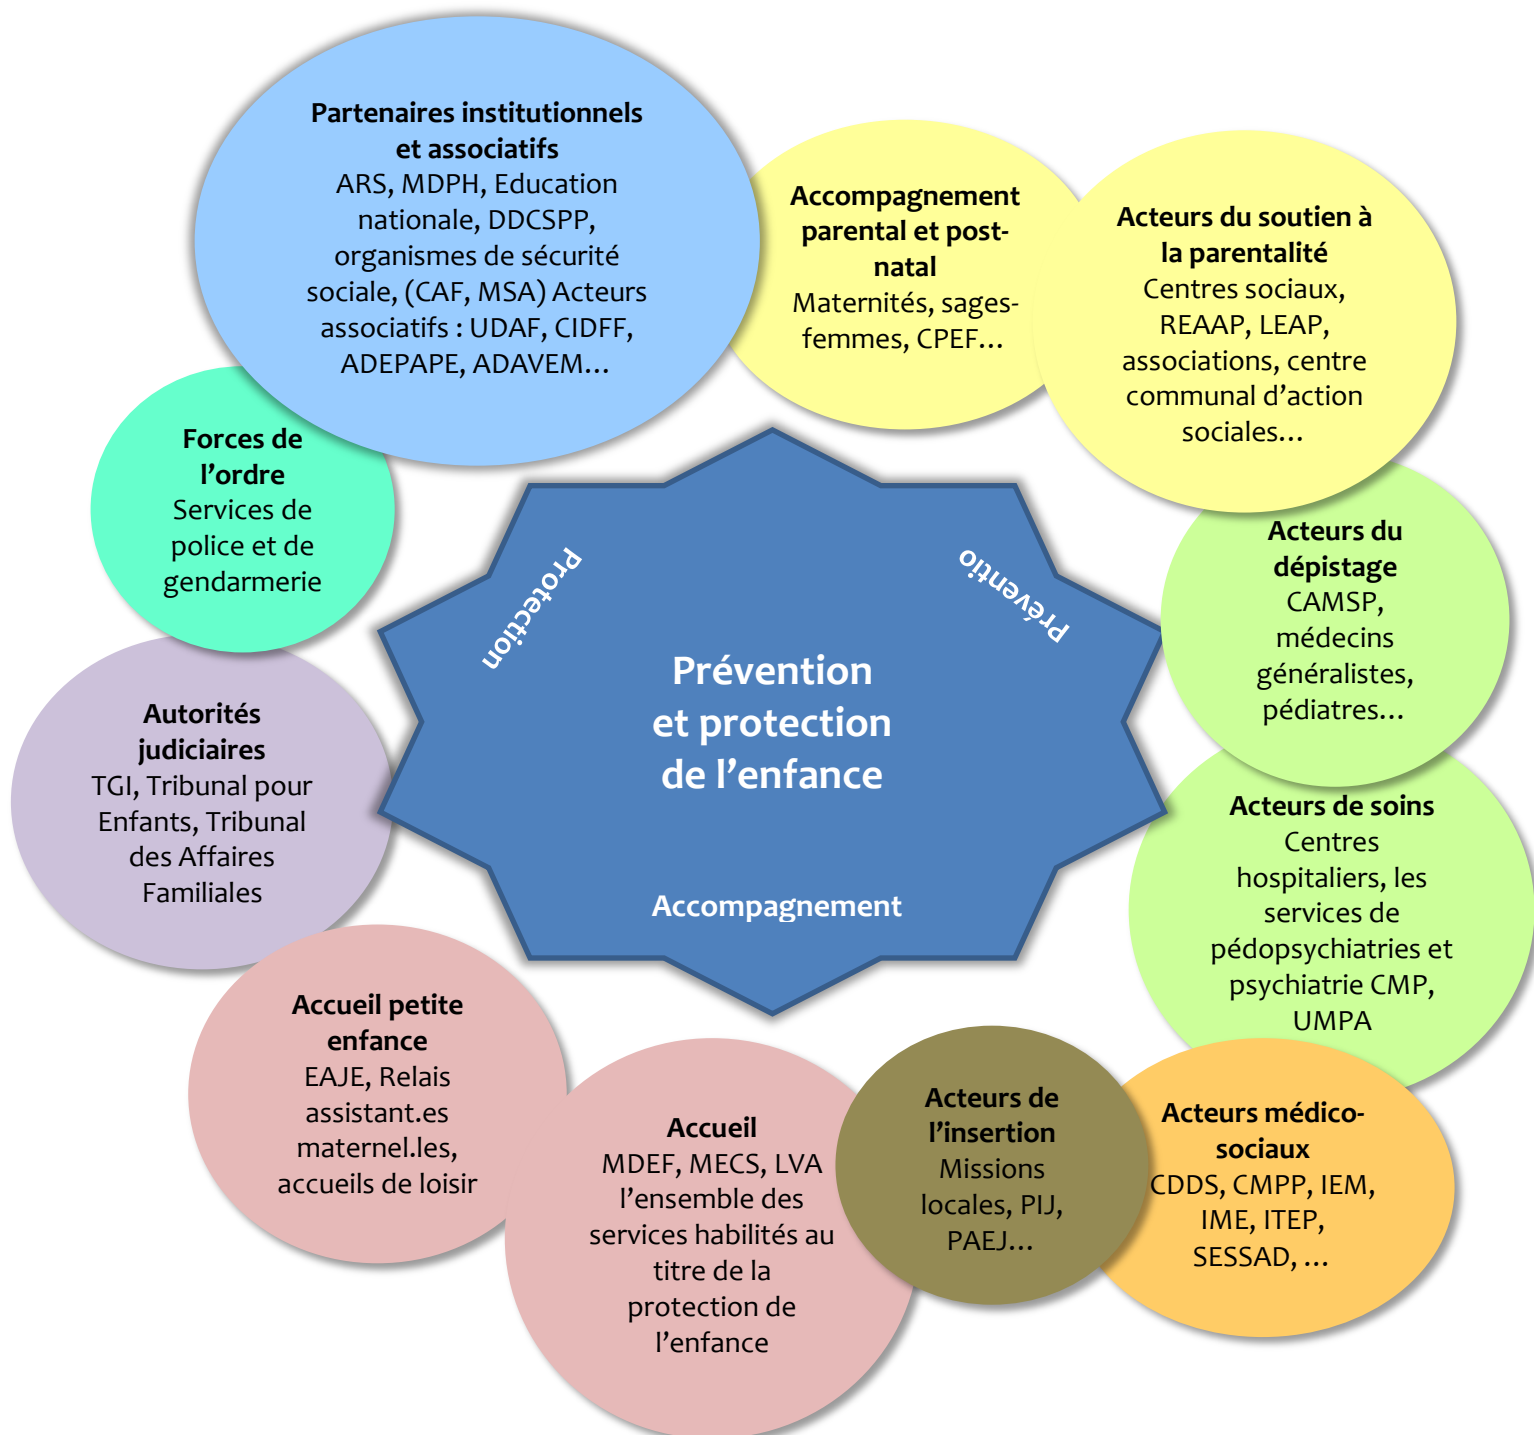 Partenaires institutionnels
et associatifs
ARS, MDPH, Education
nationale, DDCSPP,
organismes de sécurité
sociale, (CAF, MSA) Acteurs
associatifs : UDAF, CIDFF,
ADEPAPE, ADAVEM…
Accompagnement
parental et post-
natal
Maternités, sages-
femmes, CPEF…
Acteurs du soutien à
la parentalité
Centres sociaux,
REAAP, LEAP,
associations, centre
communal d’action
sociales…
Forces de
l’ordre
Services de
police et de
gendarmerie
Acteurs du
dépistage
CAMSP,
médecins
généralistes,
pédiatres…
Protection
Préventio
Prévention
et protection
de l’enfance
Accompagnement
Autorités
judiciaires
TGI, Tribunal pour
Enfants, Tribunal
des Affaires
Familiales
Acteurs de soins
Centres
hospitaliers, les
services de
pédopsychiatries et
psychiatrie CMP,
UMPA
Accueil petite
enfance
EAJE, Relais
assistant.es
maternel.les,
accueils de loisir
Accueil
MDEF, MECS, LVA
l’ensemble des
services habilités au
titre de la
protection de
l’enfance
Acteurs de
l’insertion
Missions
locales, PIJ,
PAEJ…
Acteurs médico-
sociaux
CDDS, CMPP, IEM,
IME, ITEP,
SESSAD, …